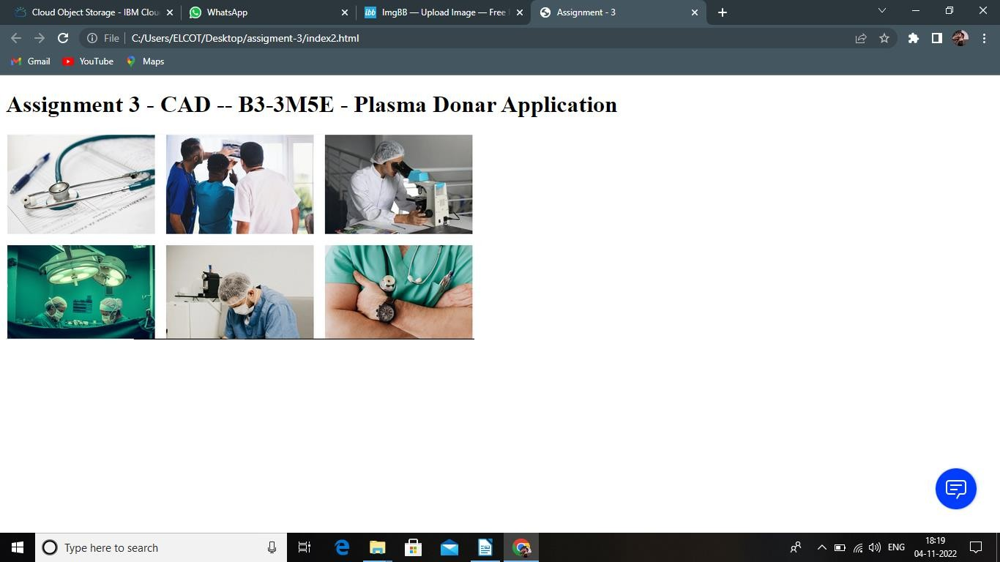 Cloud Object Storage - IBM Clou
WhatsApp
ImgBB — Upload Image — Free
Assignment - 3
File
C:/Users/ELCOT/Desktop/assigment-3/index2.html
Gmail
YouTube
Maps
Assignment 3 - CAD -- B3-3M5E - Plasma Donar Application
Type here to search
ENG
18:19
04-11-2022